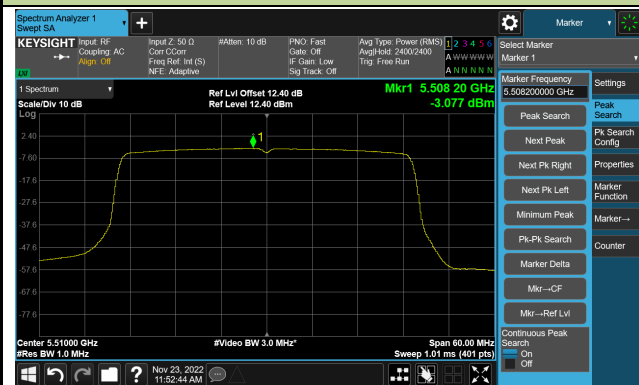 Spectrum Analyzer 1
Swept SA
Marker
KEYSIGHT
Input: RF
Coupling: AC
Align: Off
Input Z: 50 Ω
Corr CCorr
Freq Ref: Int (S)
NFE: Adaptive
#Atten: 10 dB
PNO: Fast
Gate: Off
IF Gain: Low
Sig Track: Off
Avg Type: Power (RMS)
Avg|Hold: 2400/2400
Trig: Free Run
1 2 3 4 5 6
A W W W W W
A N N N N N
LXI
Select Marker
Marker 1
1 Spectrum
Scale/Div 10 dB
Log
Ref Lvl Offset 12.40 dB
Ref Level 12.40 dBm
Mkr1 5.508 20 GHz
-3.077 dBm
1
2.40
-7.60
-17.6
-27.6
-37.6
-47.6
-57.6
-67.6
-77.6
Center 5.51000 GHz
#Res BW 1.0 MHz
#Video BW 3.0 MHz*
Span 60.00 MHz
Sweep 1.01 ms (401 pts)
Marker Frequency
5.508200000 GHz
Peak Search
Next Peak
Next Pk Right
Next Pk Left
Minimum Peak
Pk-Pk Search
Marker Delta
Mkr→CF
Mkr→Ref Lvl
Continuous Peak
Search
On
Off
Settings
Peak
Search
Pk Search
Config
Properties
Marker
Function
Marker→
Counter
?
Nov 23, 2022
11:52:44 AM